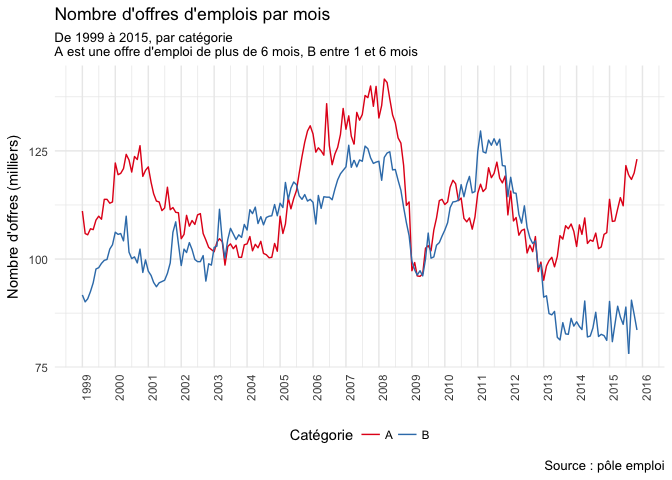 Nombre d'offres d'emplois par mois
De 1999 à 2015, par catégorie
A est une offre d'emploi de plus de 6 mois, B entre 1 et 6 mois
Nombre d'offres (milliers)
125
100
75
1999 2000 2001 2002 2003 2004 2005 2006 2007 2008 2009 2010 2011 2012 2013 2014 2015 2016
Catégorie A B
Source : pôle emploi